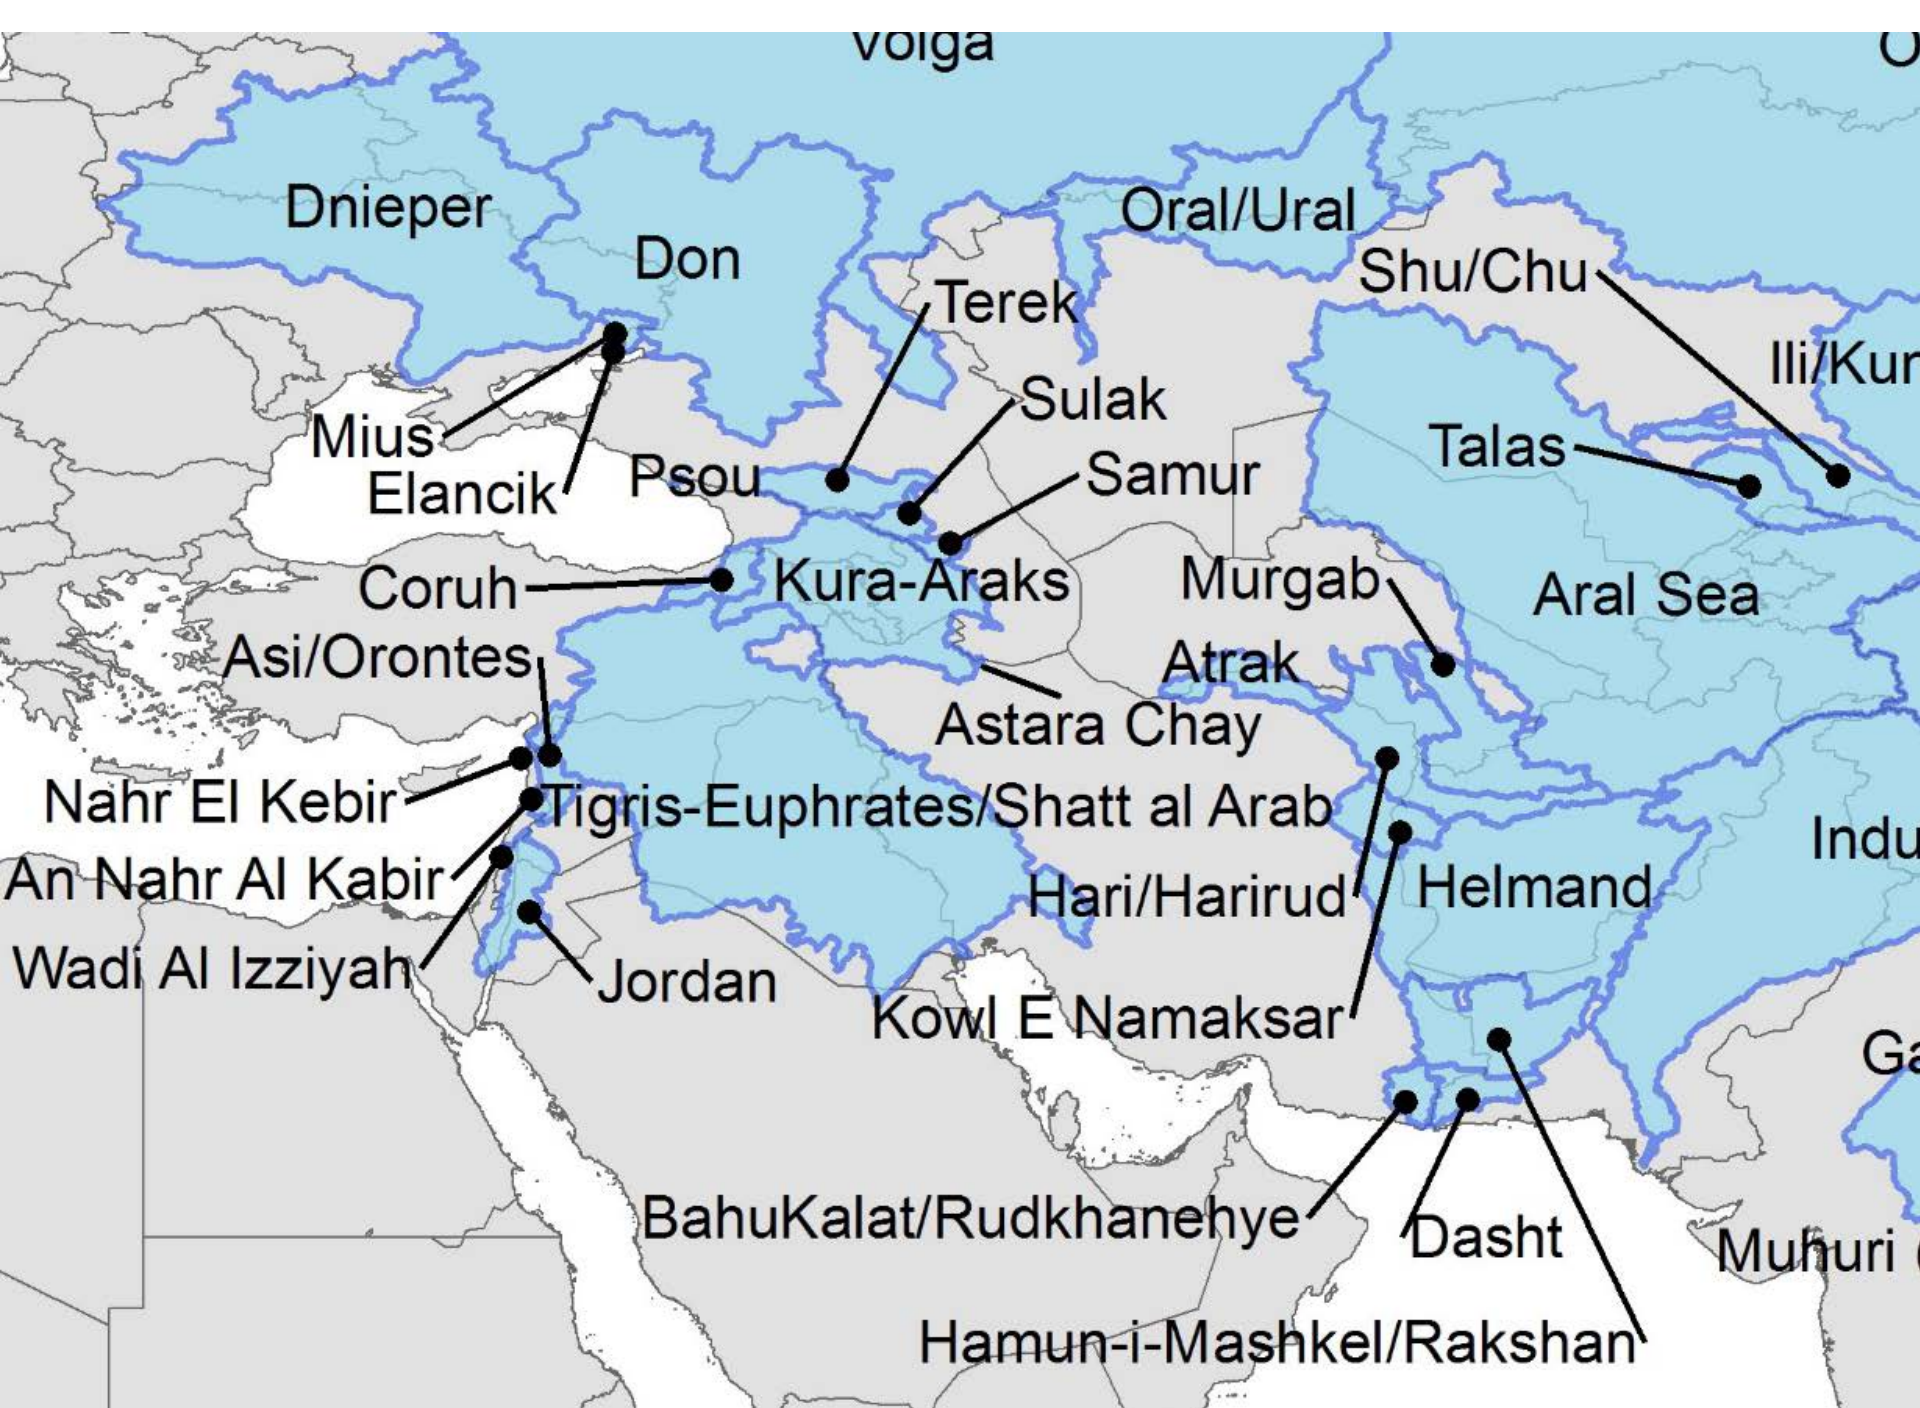 Volga
O
Dnieper
Oral/Ural
Don
Shu/Chu
Terek
Ili/Kur
Sulak
Mius
Talas
Psou
Samur
Elancik
Coruh
Kura-Araks
Murgab
Aral Sea
Asi/Orontes
Atrak
Astara Chay
Nahr El Kebir
Tigris-Euphrates/Shatt al Arab
Indu
An Nahr Al Kabir
Hari/Harirud
Helmand
Wadi Al Izziyah
Jordan
Kowl E Namaksar
Ga
BahuKalat/Rudkhanehye
Dasht
Muhuri (
Hamun-i-Mashkel/Rakshan